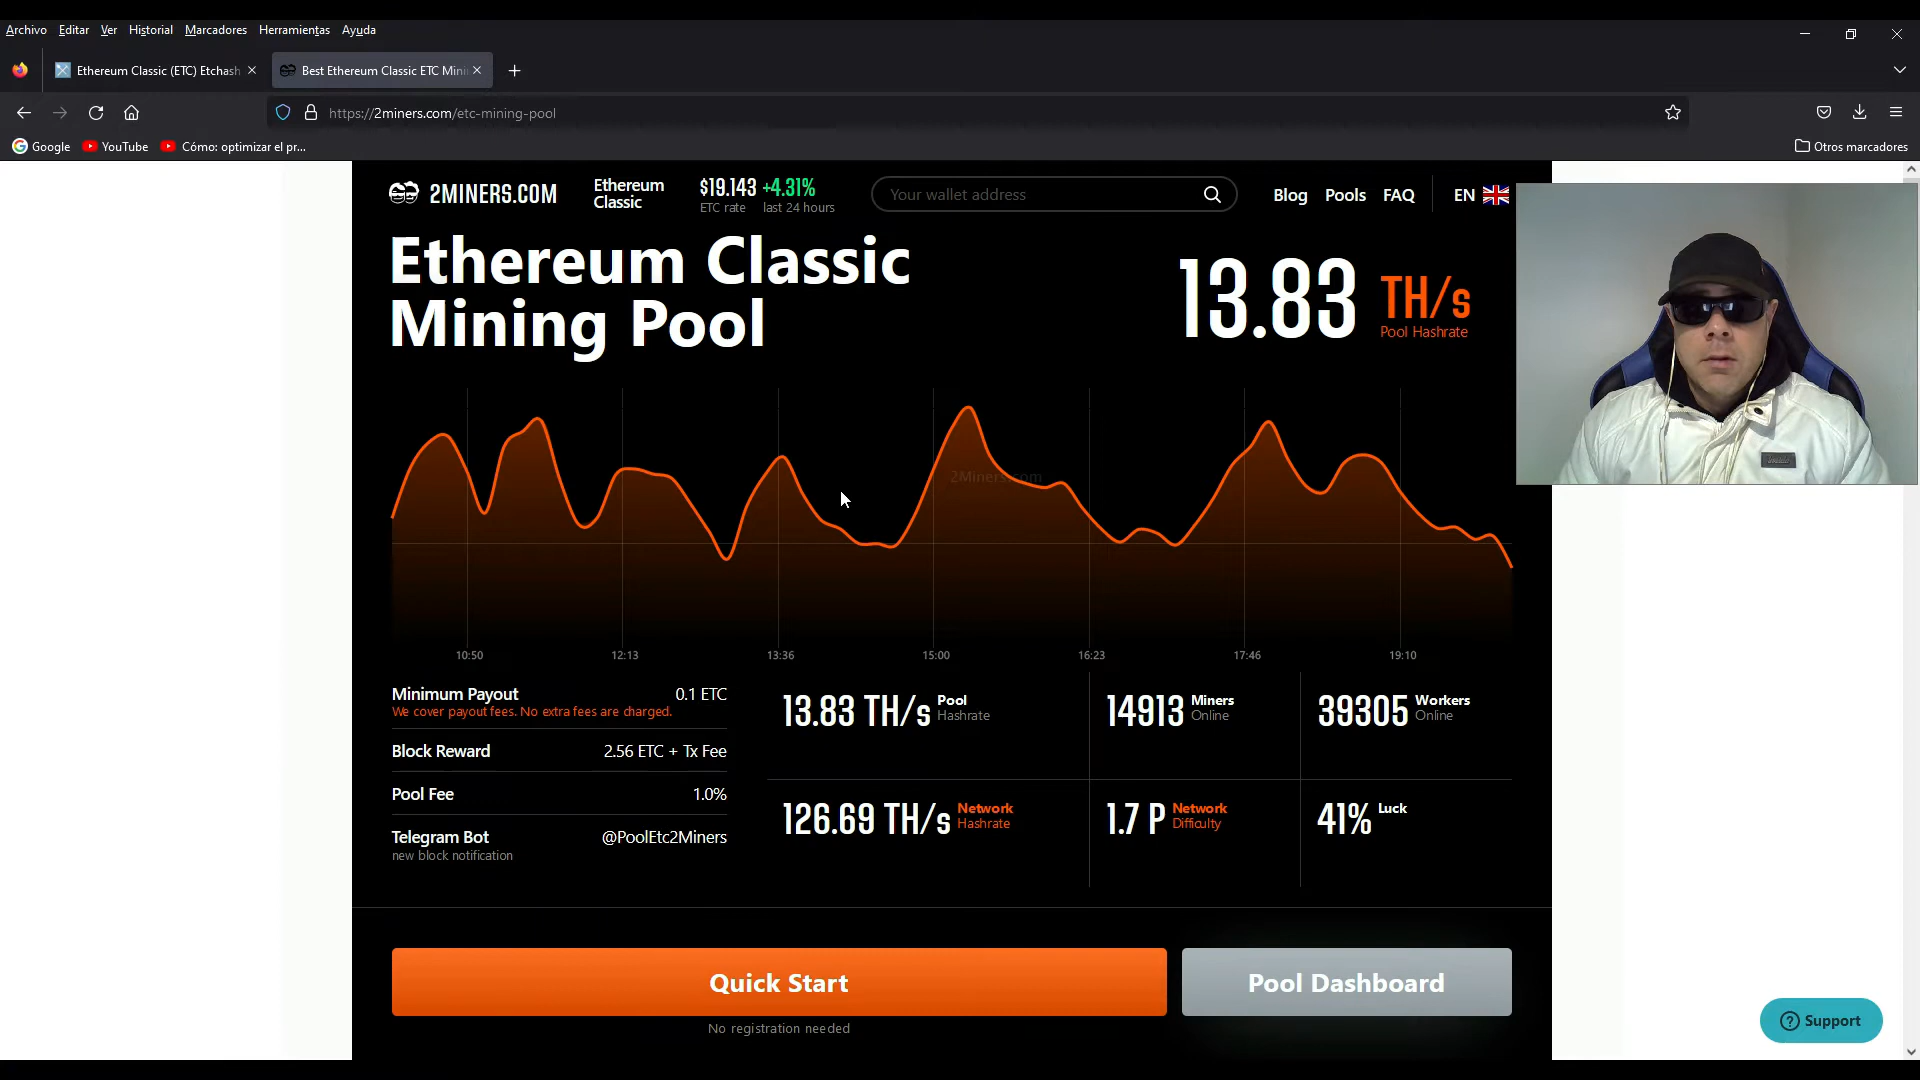 Archivo Editar Ver Historial Marcadores Herramientas Ayuda
Ethereum Classic (ETC) Etchash
Best Ethereum Classic ETC Mini
https://2miners.com/etc-mining-pool
Google YouTube Cómo: optimizar el pr... Otros marcadores
2MINERS.COM
Ethereum
Classic
$19.143 +4.31%
ETC rate last 24 hours
Your wallet address
Blog Pools FAQ EN
Ethereum Classic
Mining Pool
13.83 TH/s
Pool Hashrate
2Miners.com
10:50 12:13 13:36 15:00 16:23 17:46 19:10
Minimum Payout 0.1 ETC
We cover payout fees. No extra fees are charged.
Block Reward 2.56 ETC + Tx Fee
Pool Fee 1.0%
Telegram Bot @PoolEtc2Miners
new block notification
13.83 TH/s Pool
Hashrate
14913 Miners
Online
39305 Workers
Online
126.69 TH/s Network
Hashrate
1.7 P Network
Difficulty
41% Luck
Quick Start
No registration needed
Pool Dashboard
Support